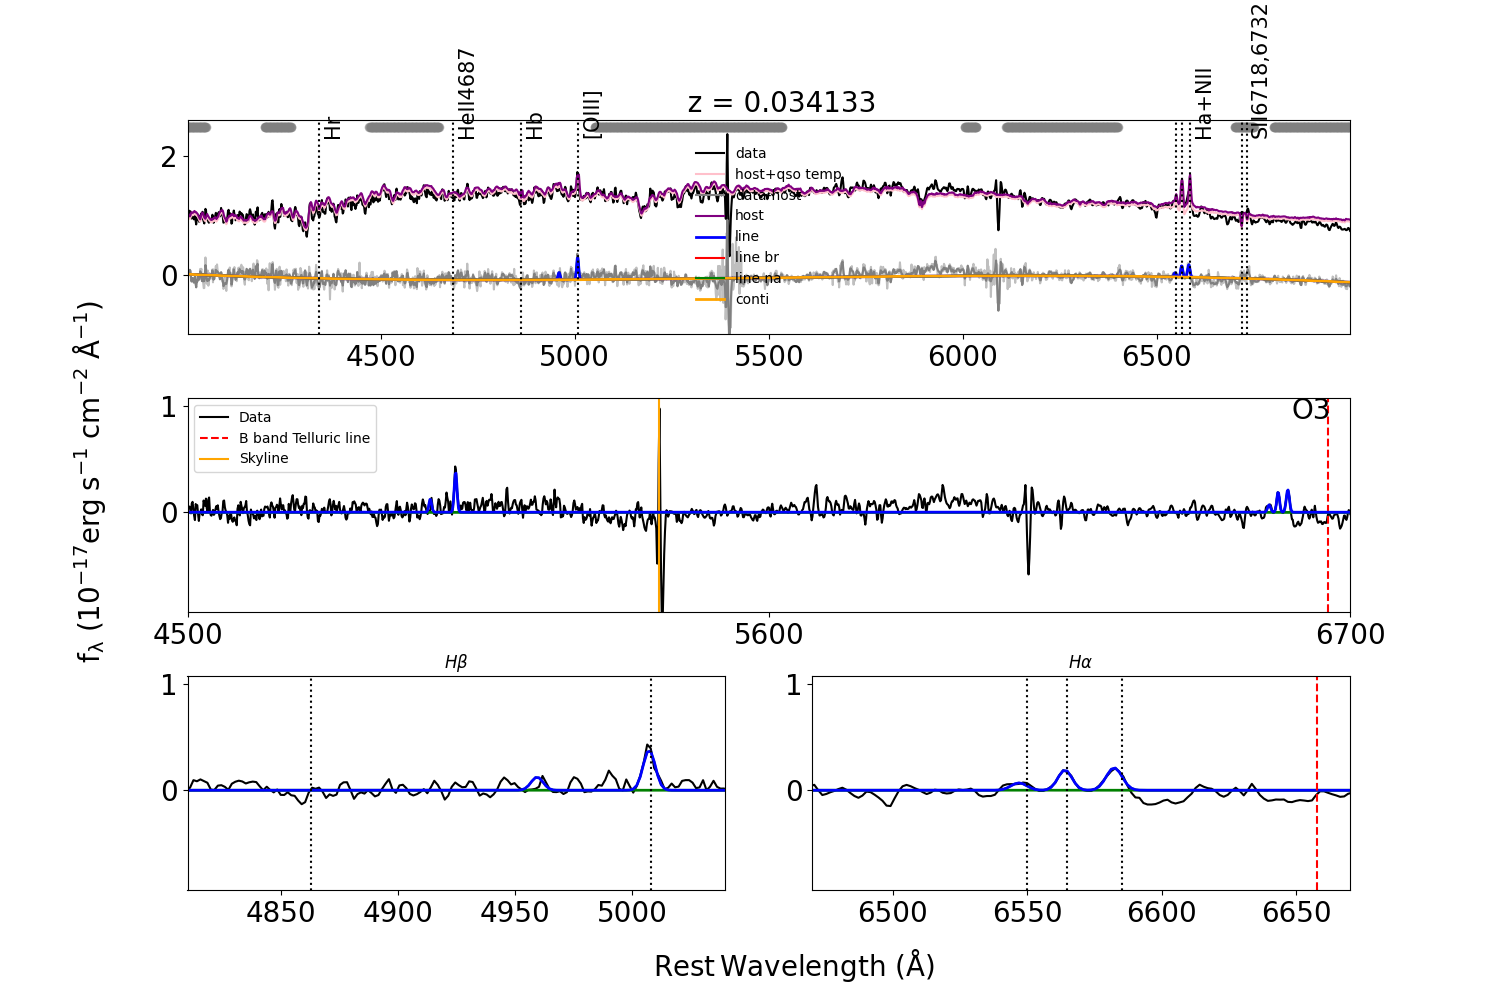 z = 0.034133
Hr
HeII4687
Hb
[OIII]
Ha+NII
SII6718,6732
data
host+qso temp
data-host
host
line
line br
line na
conti
2
0
4500
5000
5500
6000
6500
fλ (10⁻¹⁷erg s⁻¹ cm⁻² Å⁻¹)
O3
Data
B band Telluric line
Skyline
1
0
4500
5600
6700
Hβ
1
0
4850
4900
4950
5000
Hα
1
0
6500
6550
6600
6650
Rest Wavelength (Å)